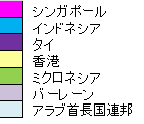 シンガポール
インドネシア
タイ
香港
ミクロネシア
バーレーン
アラブ首長国連邦